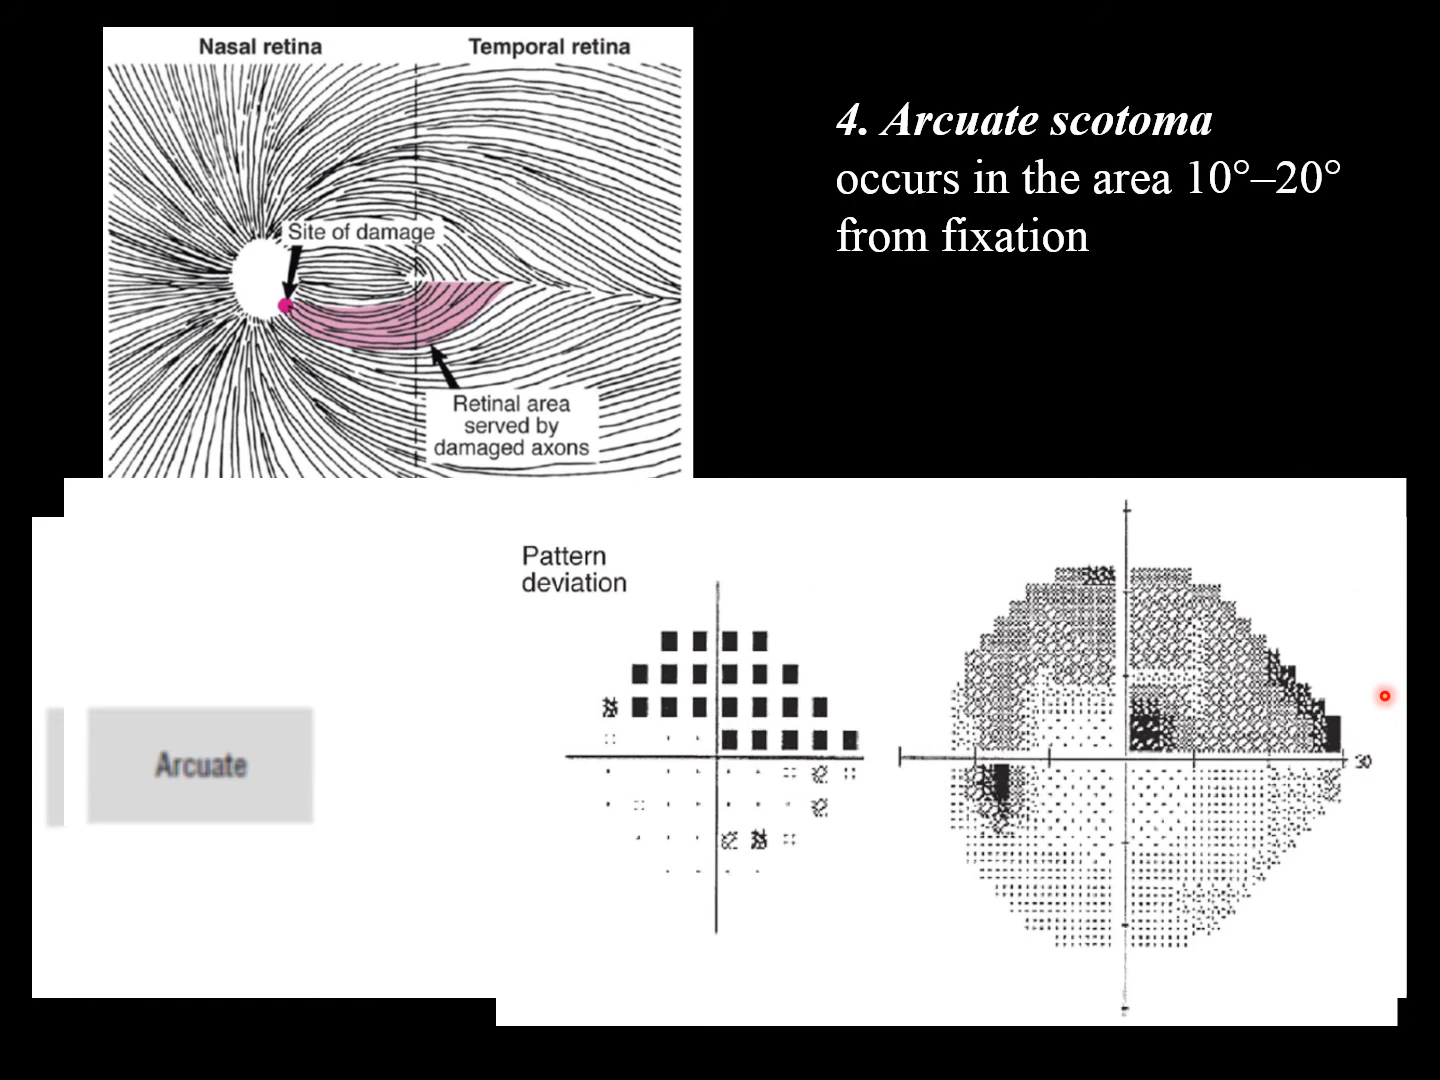 Nasal retina
Temporal retina
Site of damage
Retinal area
served by
damaged axons
4. Arcuate scotoma
occurs in the area 10°–20°
from fixation
Pattern
deviation
Arcuate
30